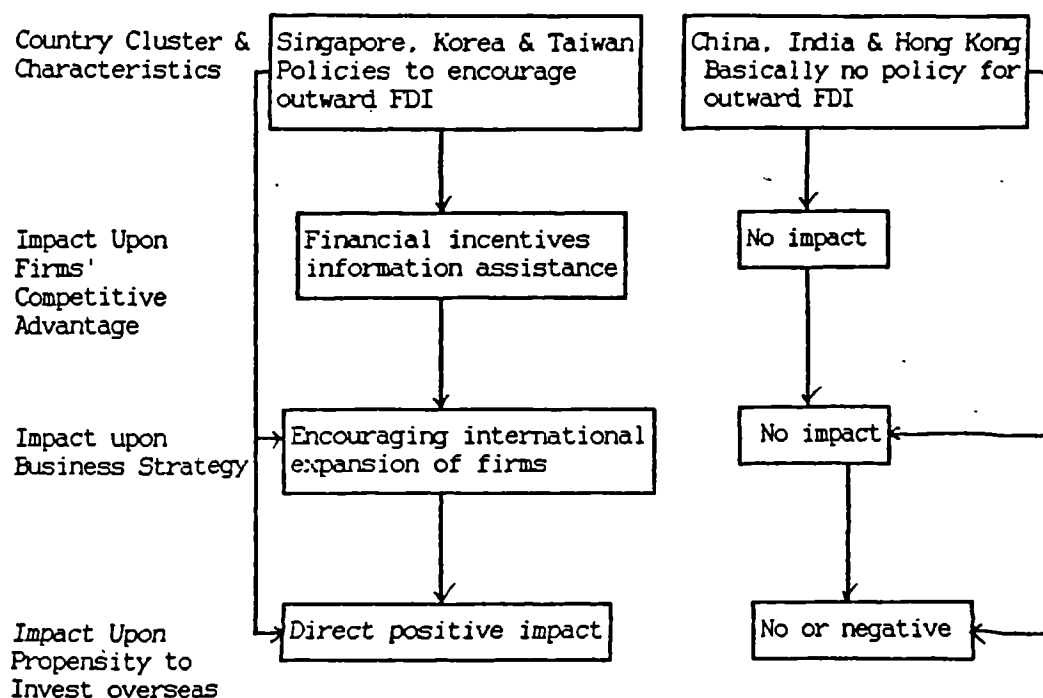 Country Cluster &
Characteristics
Singapore, Korea & Taiwan
Policies to encourage
outward FDI
China, India & Hong Kong
Basically no policy for
outward FDI
Impact Upon
Firms'
Competitive
Advantage
Financial incentives
information assistance
No impact
Impact upon
Business Strategy
Encouraging international
expansion of firms
No impact
Impact Upon
Propensity to
Invest overseas
Direct positive impact
No or negative